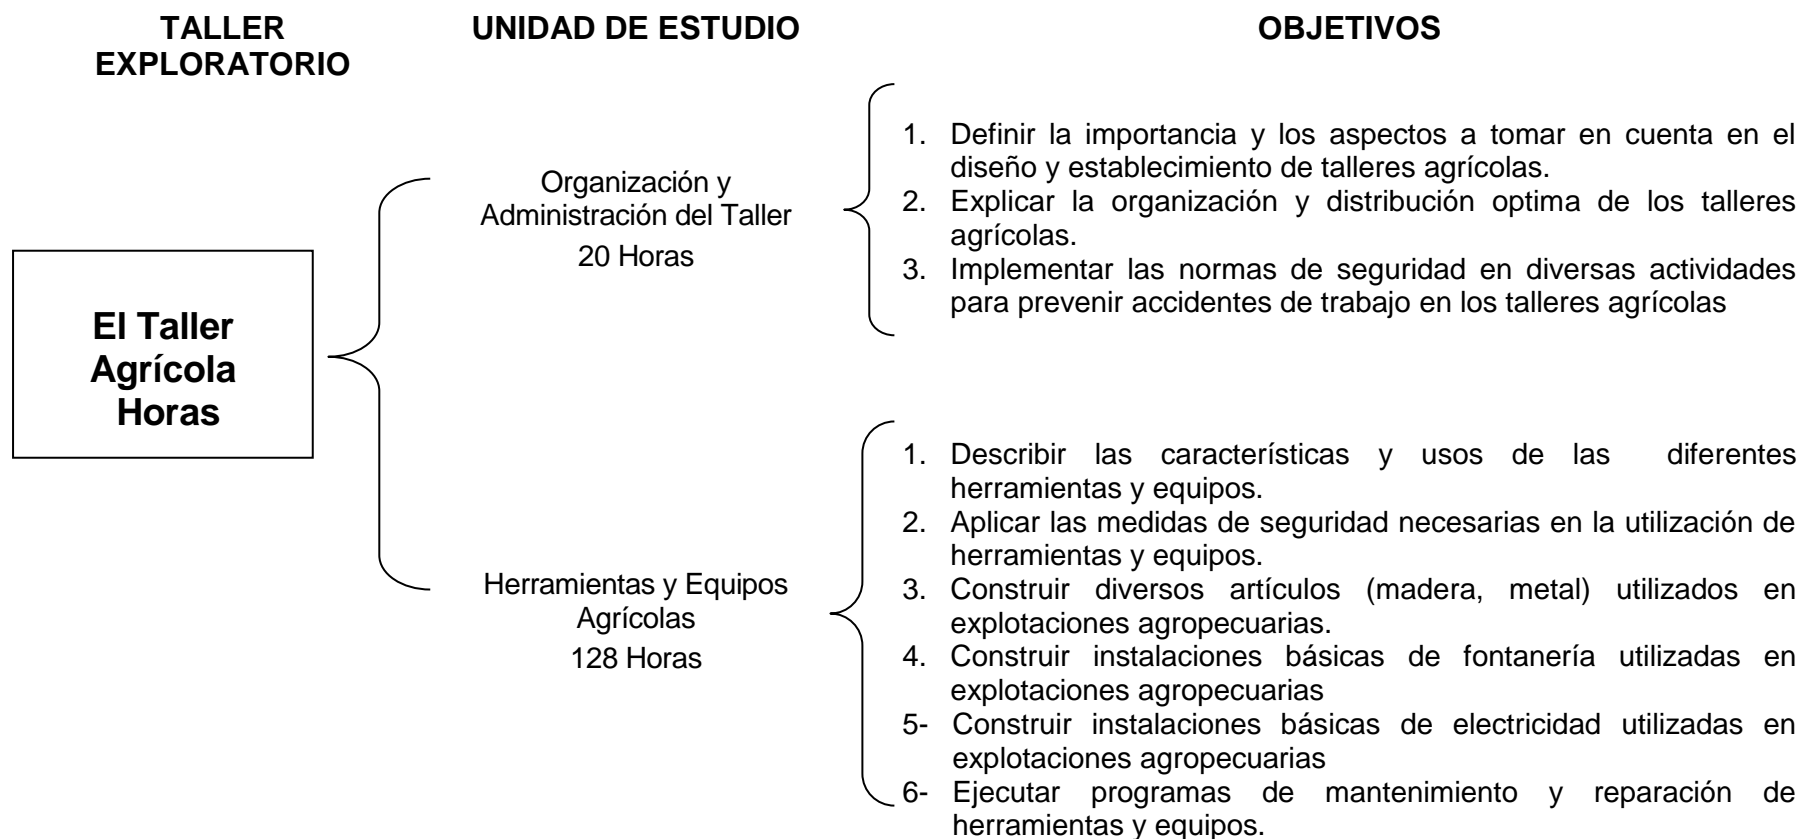 TALLER
EXPLORATORIO
UNIDAD DE ESTUDIO
OBJETIVOS
El Taller
Agrícola
Horas
Organización y
Administración del Taller
20 Horas
1. Definir la importancia y los aspectos a tomar en cuenta en el
diseño y establecimiento de talleres agrícolas.
2. Explicar la organización y distribución optima de los talleres
agrícolas.
3. Implementar las normas de seguridad en diversas actividades
para prevenir accidentes de trabajo en los talleres agrícolas
Herramientas y Equipos
Agrícolas
128 Horas
1. Describir las características y usos de las diferentes
herramientas y equipos.
2. Aplicar las medidas de seguridad necesarias en la utilización de
herramientas y equipos.
3. Construir diversos artículos (madera, metal) utilizados en
explotaciones agropecuarias.
4. Construir instalaciones básicas de fontanería utilizadas en
explotaciones agropecuarias
5- Construir instalaciones básicas de electricidad utilizadas en
explotaciones agropecuarias
6- Ejecutar programas de mantenimiento y reparación de
herramientas y equipos.